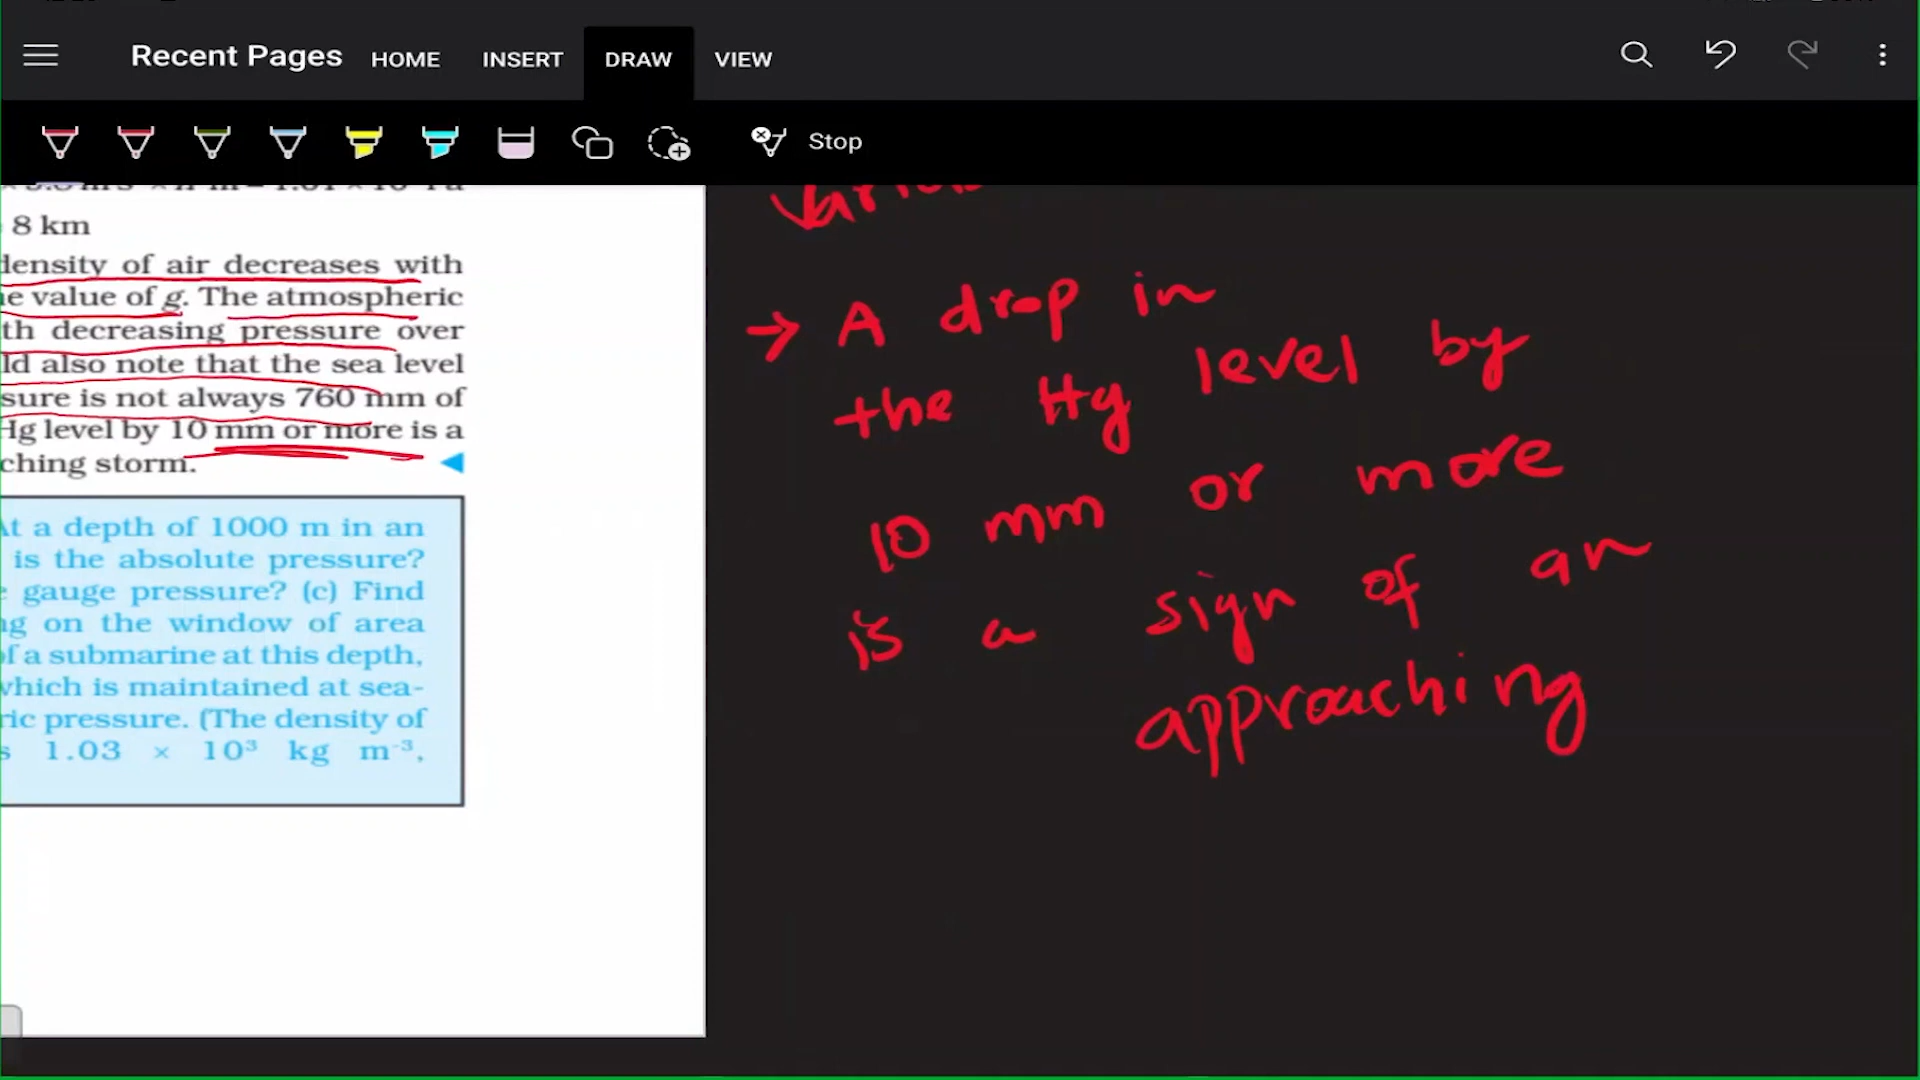 Recent Pages HOME INSERT DRAW VIEW
Stop
8 km
density of air decreases with
e value of g. The atmospheric
th decreasing pressure over
ld also note that the sea level
sure is not always 760 mm of
Hg level by 10 mm or more is a
ching storm.
At a depth of 1000 m in an
is the absolute pressure?
gauge pressure? (c) Find
ng on the window of area
of a submarine at this depth,
which is maintained at sea-
ric pressure. (The density of
s 1.03 × 10³ kg m⁻³,
→ A drop in
the Hg level by
10 mm or more
is a sign of an
approaching